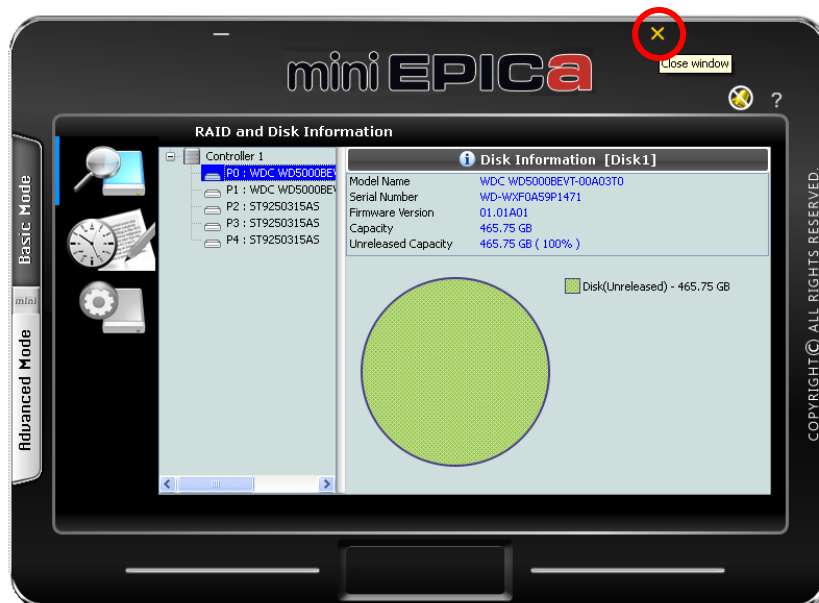 mini EPICa
Close window
?
RAID and Disk Information
Basic Mode
mini
Advanced Mode
Controller 1
P0 : WDC WD5000BEV
P1 : WDC WD5000BEV
P2 : ST9250315AS
P3 : ST9250315AS
P4 : ST9250315AS
Disk Information [Disk1]
Model Name WDC WD5000BEVT-00A03T0
Serial Number WD-WXF0A59P1471
Firmware Version 01.01A01
Capacity 465.75 GB
Unreleased Capacity 465.75 GB ( 100% )
Disk(Unreleased) - 465.75 GB
COPYRIGHT© ALL RIGHTS RESERVED.